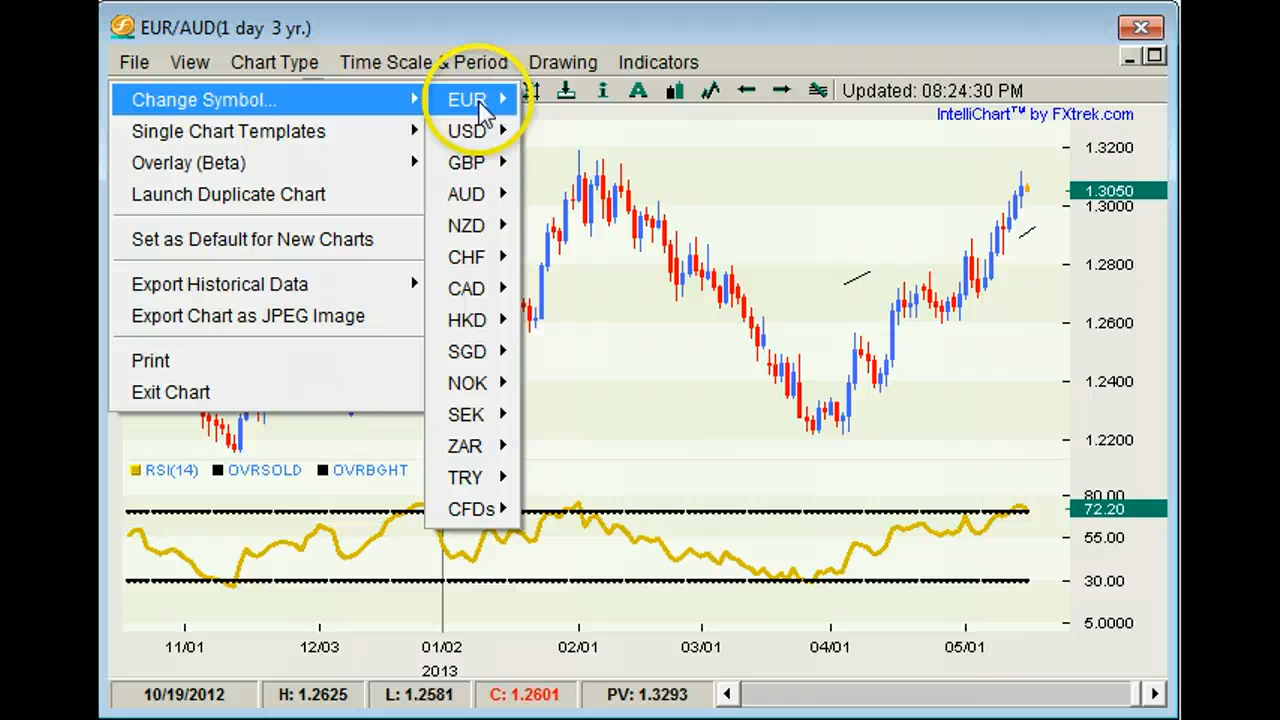 EUR/AUD(1 day 3 yr.)
File View Chart Type Time Scale & Period Drawing Indicators
Updated: 08:24:30 PM
IntelliChart™ by FXtrek.com
Change Symbol...
Single Chart Templates
Overlay (Beta)
Launch Duplicate Chart
Set as Default for New Charts
Export Historical Data
Export Chart as JPEG Image
Print
Exit Chart
EUR
USD
GBP
AUD
NZD
CHF
CAD
HKD
SGD
NOK
SEK
ZAR
TRY
CFDs
1.3200
1.3050
1.3000
1.2800
1.2600
1.2400
1.2200
RSI(14) OVRSOLD OVRBGHT
80.00
72.20
55.00
30.00
5.0000
11/01 12/03 01/02 02/01 03/01 04/01 05/01
2013
10/19/2012 H: 1.2625 L: 1.2581 C: 1.2601 PV: 1.3293